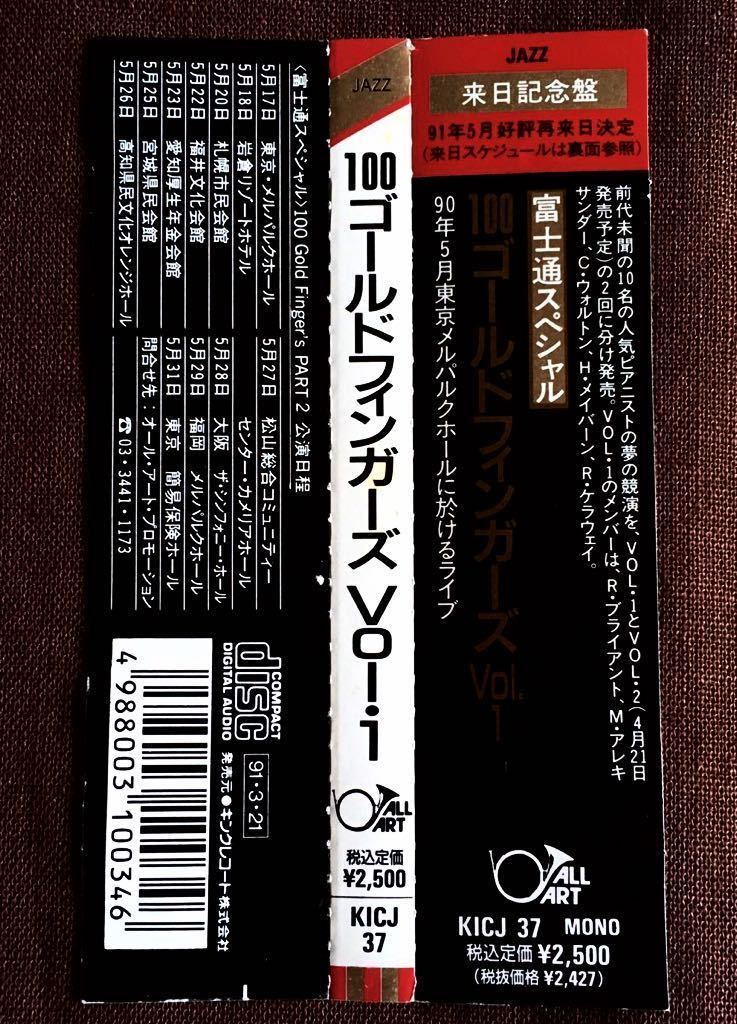 JAZZ
来日記念盤
91年5月好評再来日決定
(来日スケジュールは裏面参照)
前代未聞の10名の人気ピアニストの夢の競演を、VOL・1とVOL・2(4月21日
発売予定)の2回に分け発売。VOL・1のメンバーは、R・ブライアント、M・アレキ
サンダー、C・ウォルトン、H・メイバーン、R・ケラウェイ。
富士通スペシャル
100ゴールドフィンガーズ Vol. 1
90年5月東京メルパルクホールに於けるライブ
ALL
ART
KICJ 37 MONO
税込定価 ¥2,500
(税抜価格 ¥2,427)
JAZZ
100ゴールドフィンガーズ Vol・1
ALL
ART
税込定価
¥2,500
KICJ
37
〈富士通スペシャル〉100 Gold Finger's PART 2 公演日程
5月17日 東京・メルパルクホール
5月18日 岩倉リゾートホテル
5月20日 札幌市民会館
5月22日 福井文化会館
5月23日 愛知厚生年金会館
5月25日 宮城県民会館
5月26日 高知県民文化オレンジホール
5月27日 松山総合コミュニティー
センター・カメリアホール
5月28日 大阪 ザ・シンフォニー・ホール
5月29日 福岡 メルパルクホール
5月31日 東京 簡易保険ホール
問合せ先：オール・アート・プロモーション
☎03・3441・1173
COMPACT
disc
DIGITAL AUDIO
91・3・21
発売元●キングレコード株式会社
4 988003 100346